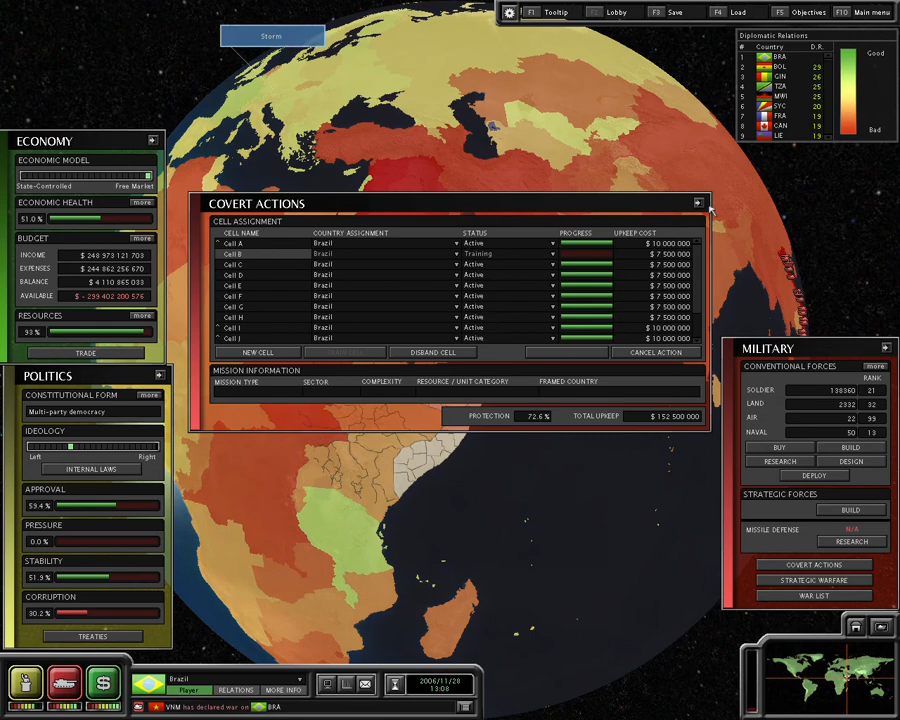 F1 Tooltip F2 Lobby F3 Save F4 Load F5 Objectives F10 Main menu
Storm
Diplomatic Relations
# Country D.R.
1 BRA
2 BOL 29
3 GIN 26
4 TZA 25
5 MWI 25
6 SYC 20
7 FRA 19
8 CAN 19
9 LIE 19
Good
Bad
ECONOMY
ECONOMIC MODEL
State-Controlled Free Market
ECONOMIC HEALTH more
51.0 %
BUDGET more
INCOME $ 248 973 121 703
EXPENSES $ 244 862 256 670
BALANCE $ 4 110 865 033
AVAILABLE $ - 299 402 200 576
RESOURCES more
93 %
TRADE
COVERT ACTIONS
CELL ASSIGNMENT
CELL NAME COUNTRY ASSIGNMENT STATUS PROGRESS UPKEEP COST
Cell A Brazil Active $ 10 000 000
Cell B Brazil Training $ 7 500 000
Cell C Brazil Active $ 7 500 000
Cell D Brazil Active $ 7 500 000
Cell E Brazil Active $ 7 500 000
Cell F Brazil Active $ 7 500 000
Cell G Brazil Active $ 7 500 000
Cell H Brazil Active $ 7 500 000
Cell I Brazil Active $ 10 000 000
Cell J Brazil Active $ 10 000 000
NEW CELL TRAIN CELL DISBAND CELL CANCEL ACTION
MISSION INFORMATION
MISSION TYPE SECTOR COMPLEXITY RESOURCE / UNIT CATEGORY FRAMED COUNTRY
PROTECTION 72.6 % TOTAL UPKEEP $ 152 500 000
POLITICS
CONSTITUTIONAL FORM more
Multi-party democracy
IDEOLOGY
Left Right
INTERNAL LAWS
APPROVAL
59.4 %
PRESSURE
0.0 %
STABILITY
51.9 %
CORRUPTION
30.2 %
TREATIES
MILITARY
CONVENTIONAL FORCES more
RANK
SOLDIER 138360 21
LAND 2332 32
AIR 22 99
NAVAL 50 13
BUY BUILD
RESEARCH DESIGN
DEPLOY
STRATEGIC FORCES
BUILD
MISSILE DEFENSE N/A
RESEARCH
COVERT ACTIONS
STRATEGIC WARFARE
WAR LIST
$
Brazil
Player RELATIONS MORE INFO
2006/11/28
13:08
VNM has declared war on BRA